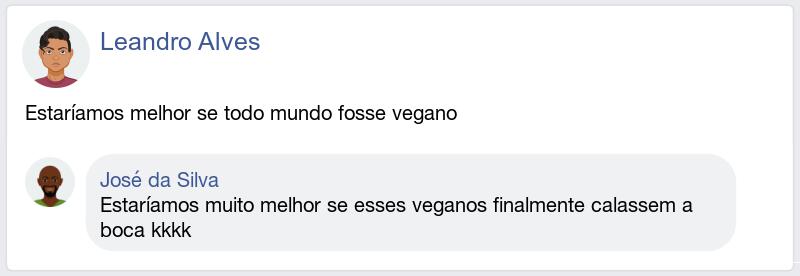 Leandro Alves
Estaríamos melhor se todo mundo fosse vegano
José da Silva
Estaríamos muito melhor se esses veganos finalmente calassem a
boca kkkk